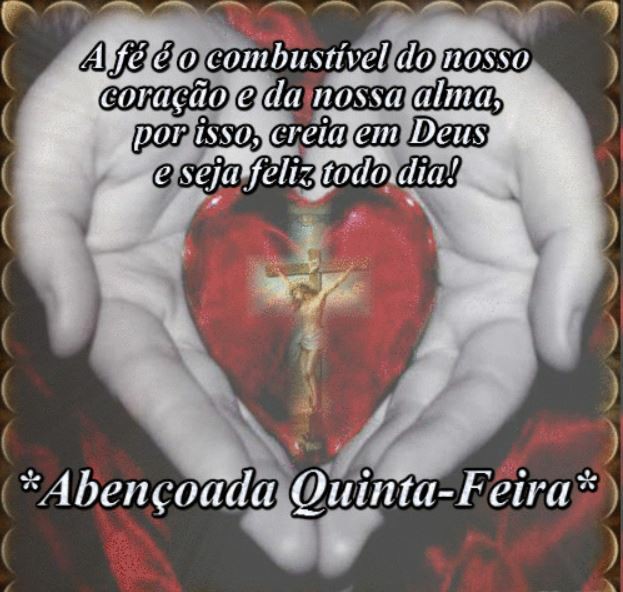 A fé é o combustível do nosso
coração e da nossa alma,
por isso, creia em Deus
e seja feliz todo dia!
*Abençoada Quinta-Feira*